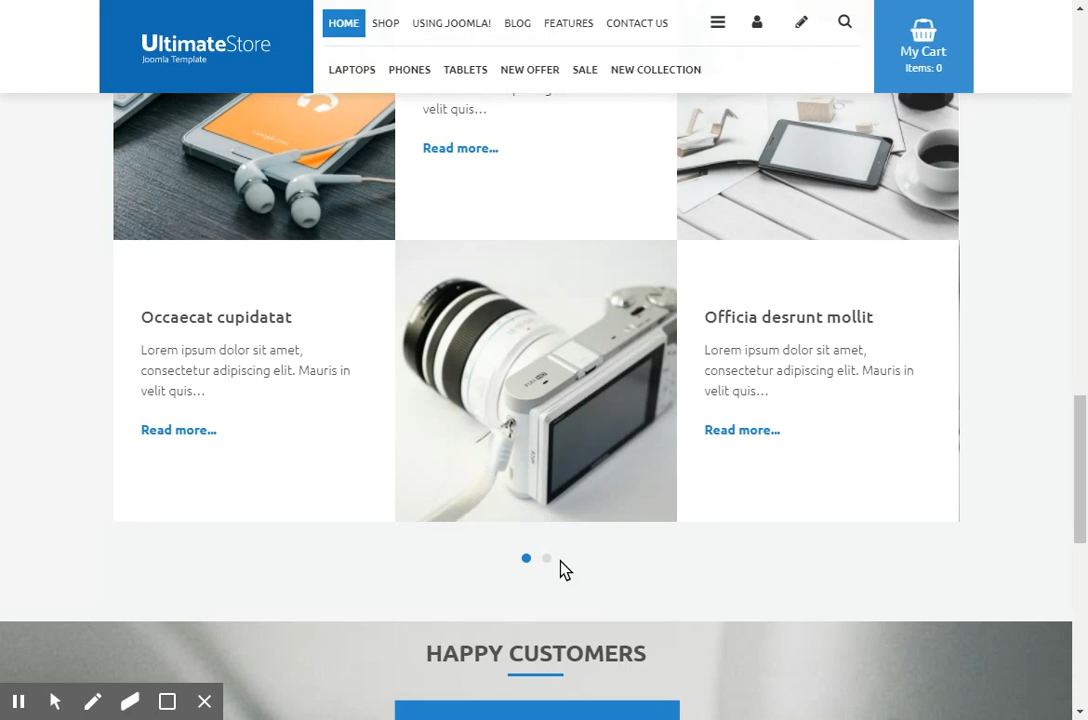 HOME SHOP USING JOOMLA! BLOG FEATURES CONTACT US
UltimateStore
Joomla Template
My Cart
Items: 0
LAPTOPS PHONES TABLETS NEW OFFER SALE NEW COLLECTION
velit quis...
Read more...
Occaecat cupidatat
Lorem ipsum dolor sit amet,
consectetur adipiscing elit. Mauris in
velit quis...
Read more...
Officia desrunt mollit
Lorem ipsum dolor sit amet,
consectetur adipiscing elit. Mauris in
velit quis...
Read more...
HAPPY CUSTOMERS